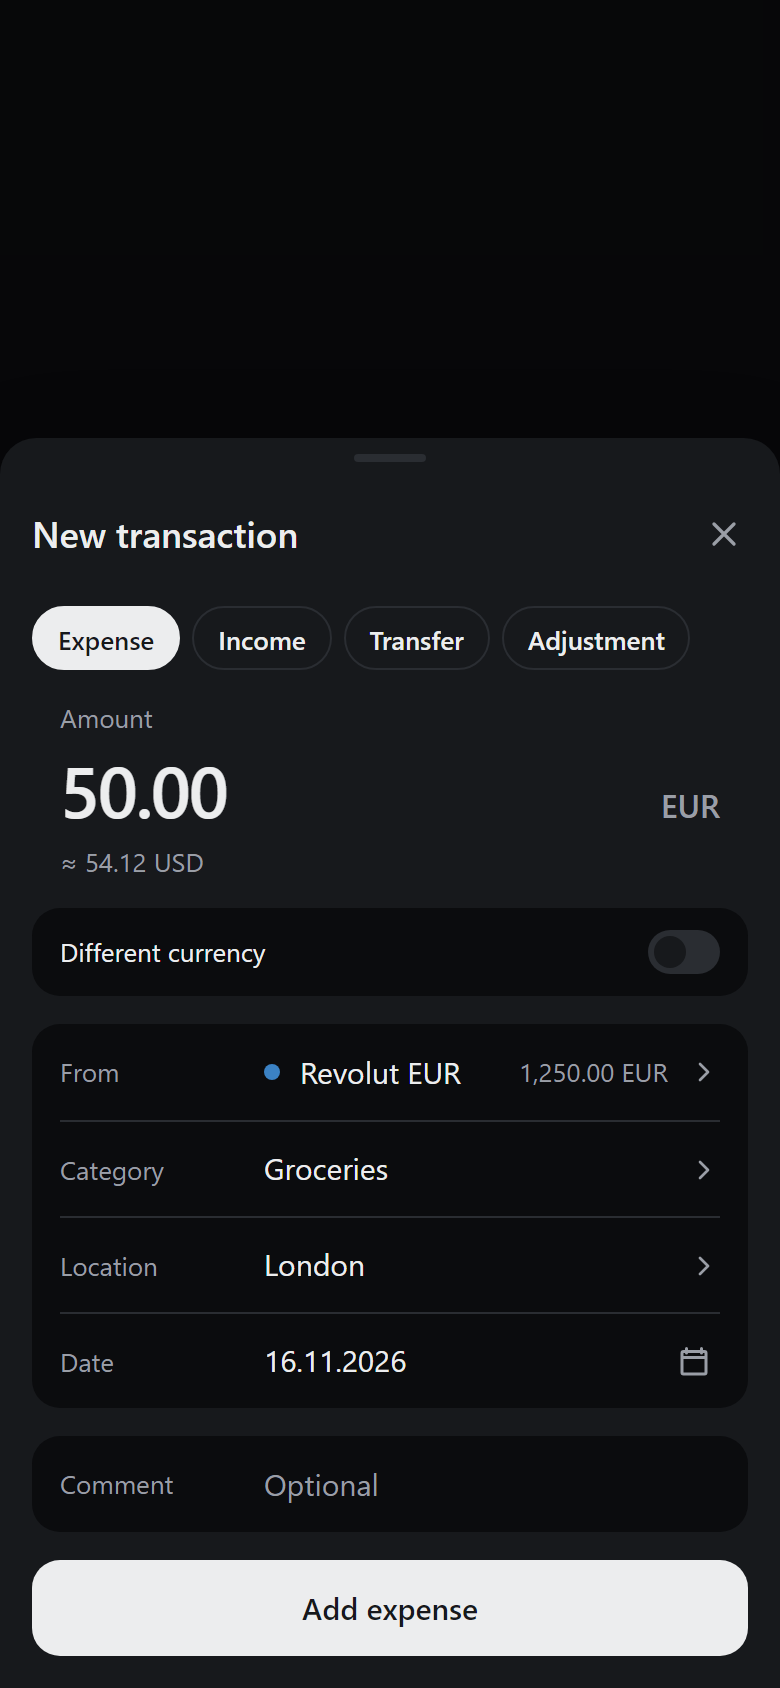 New transaction
Expense Income Transfer Adjustment
Amount
50.00 EUR
≈ 54.12 USD
Different currency
From Revolut EUR 1,250.00 EUR
Category Groceries
Location London
Date 16.11.2026
Comment Optional
Add expense